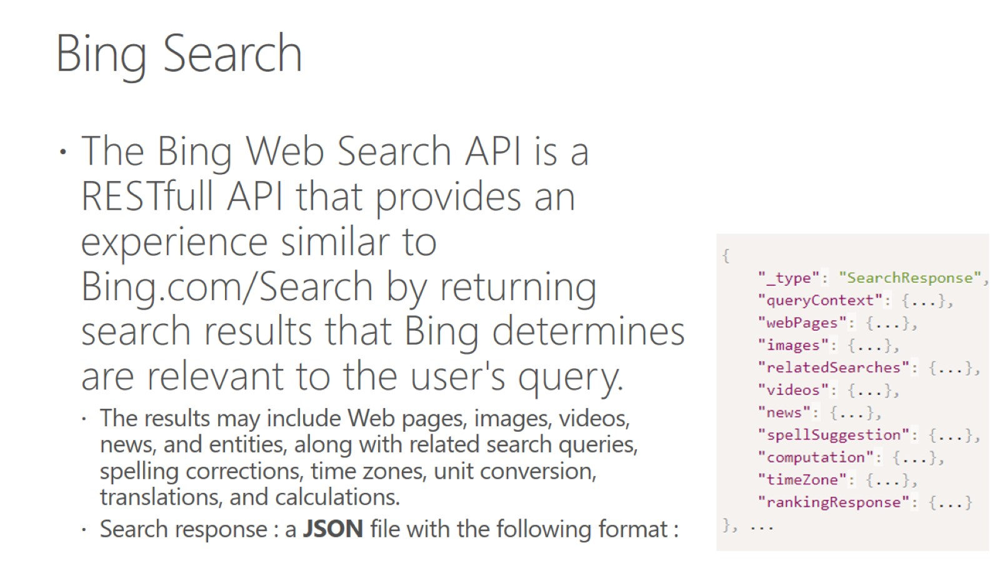 Bing Search
· The Bing Web Search API is a
RESTfull API that provides an
experience similar to
Bing.com/Search by returning
search results that Bing determines
are relevant to the user's query.
· The results may include Web pages, images, videos,
news, and entities, along with related search queries,
spelling corrections, time zones, unit conversion,
translations, and calculations.
· Search response : a JSON file with the following format :
{
"_type": "SearchResponse",
"queryContext": {...},
"webPages": {...},
"images": {...},
"relatedSearches": {...},
"videos": {...},
"news": {...},
"spellSuggestion": {...},
"computation": {...},
"timeZone": {...},
"rankingResponse": {...}
}, ...